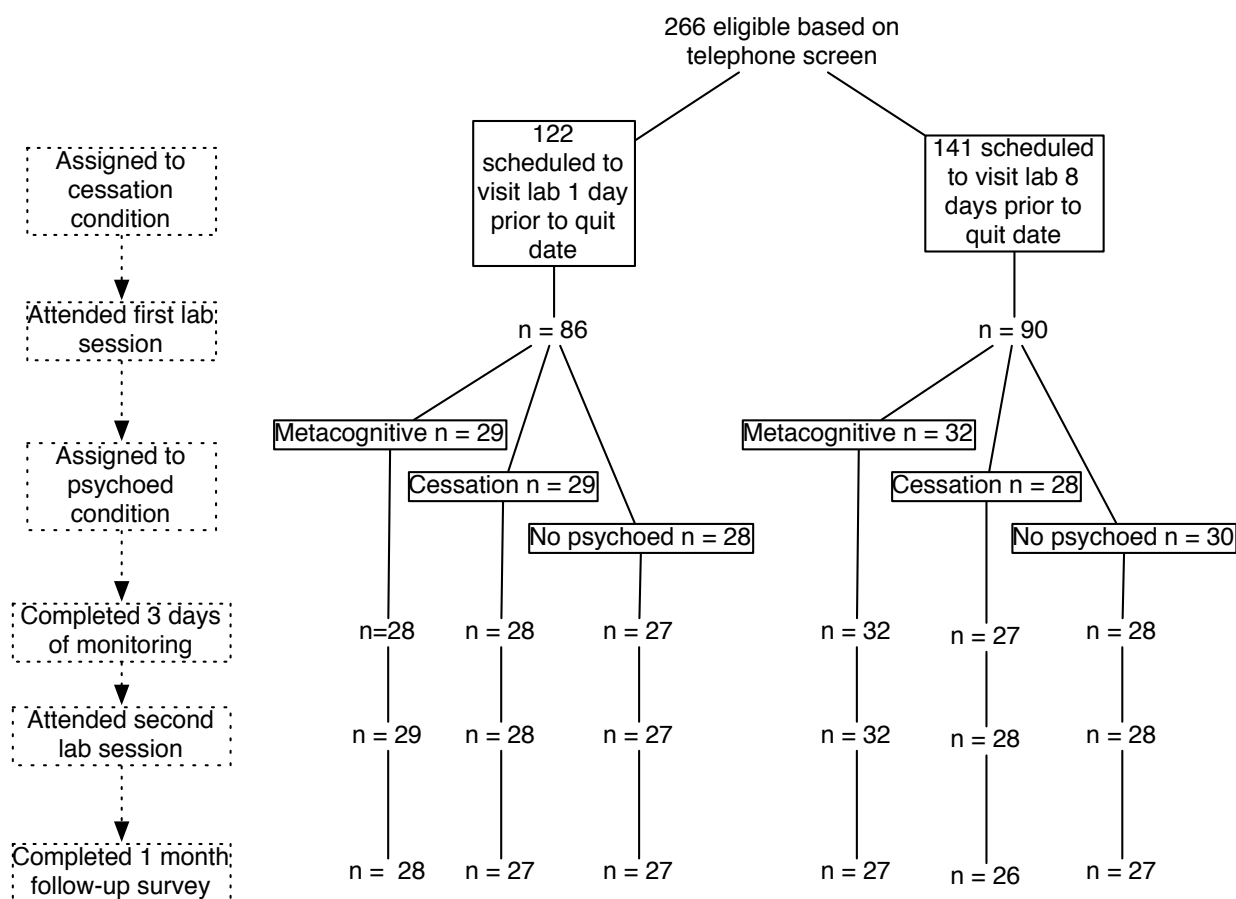 266 eligible based on
telephone screen
122
scheduled to
visit lab 1 day
prior to quit
date
141 scheduled
to visit lab 8
days prior to
quit date
Assigned to
cessation
condition
Attended first lab
session
n = 86
n = 90
Metacognitive n = 29
Metacognitive n = 32
Assigned to
psychoed
condition
Cessation n = 29
Cessation n = 28
No psychoed n = 28
No psychoed n = 30
Completed 3 days
of monitoring
n=28
n = 28
n = 27
n = 32
n = 27
n = 28
Attended second
lab session
n = 29
n = 28
n = 27
n = 32
n = 28
n = 28
Completed 1 month
follow-up survey
n = 28
n = 27
n = 27
n = 27
n = 26
n = 27